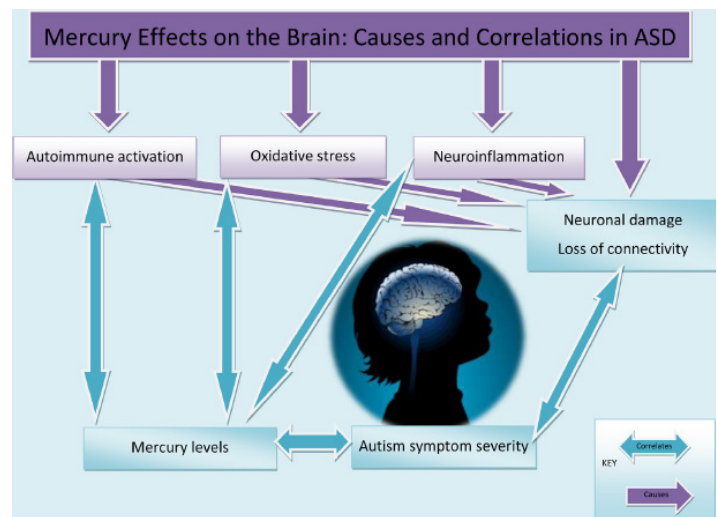 Mercury Effects on the Brain: Causes and Correlations in ASD
Autoimmune activation
Oxidative stress
Neuroinflammation
Neuronal damage
Loss of connectivity
Mercury levels
Autism symptom severity
KEY
Correlates
Causes